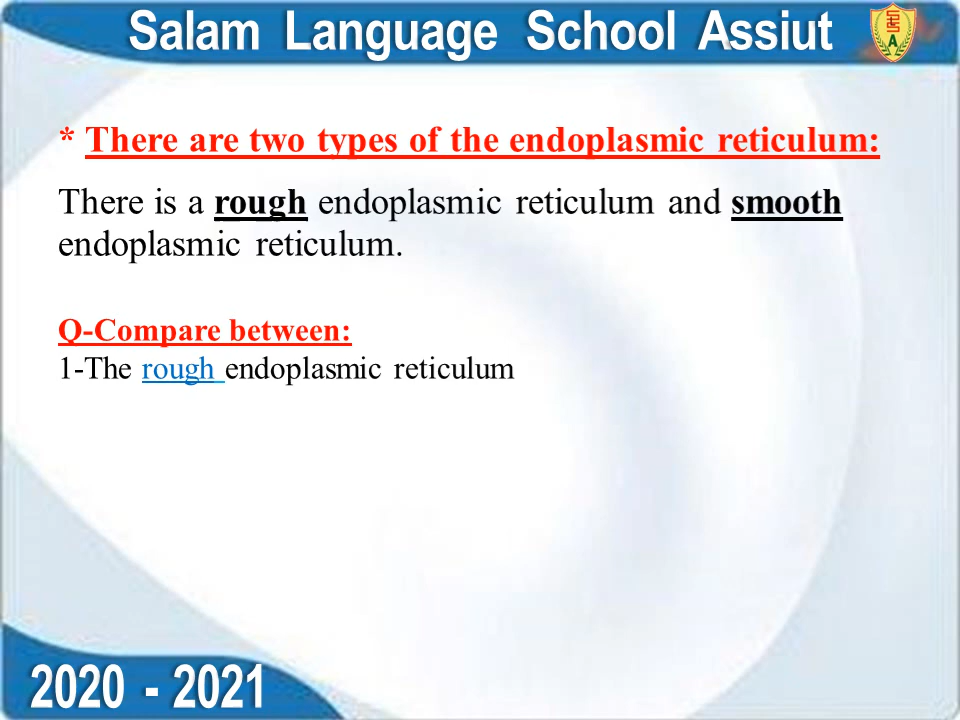 Salam Language School Assiut
* There are two types of the endoplasmic reticulum:
There is a rough endoplasmic reticulum and smooth
endoplasmic reticulum.
Q-Compare between:
1-The rough endoplasmic reticulum
2020 - 2021